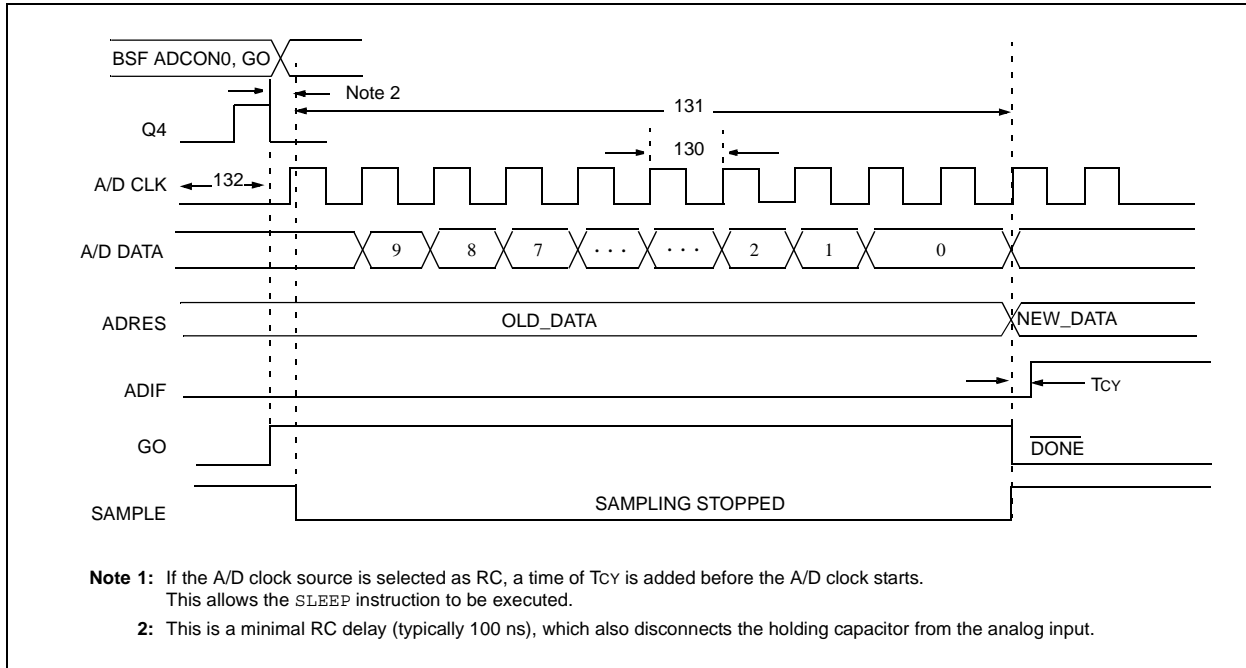 BSF ADCON0, GO
Note 2
131
Q4
130
A/D CLK
132
A/D DATA
9 8 7 · · · · · · 2 1 0
ADRES
OLD_DATA
NEW_DATA
ADIF
TCY
GO
DONE
SAMPLE
SAMPLING STOPPED
Note 1: If the A/D clock source is selected as RC, a time of TCY is added before the A/D clock starts.
This allows the SLEEP instruction to be executed.
2: This is a minimal RC delay (typically 100 ns), which also disconnects the holding capacitor from the analog input.